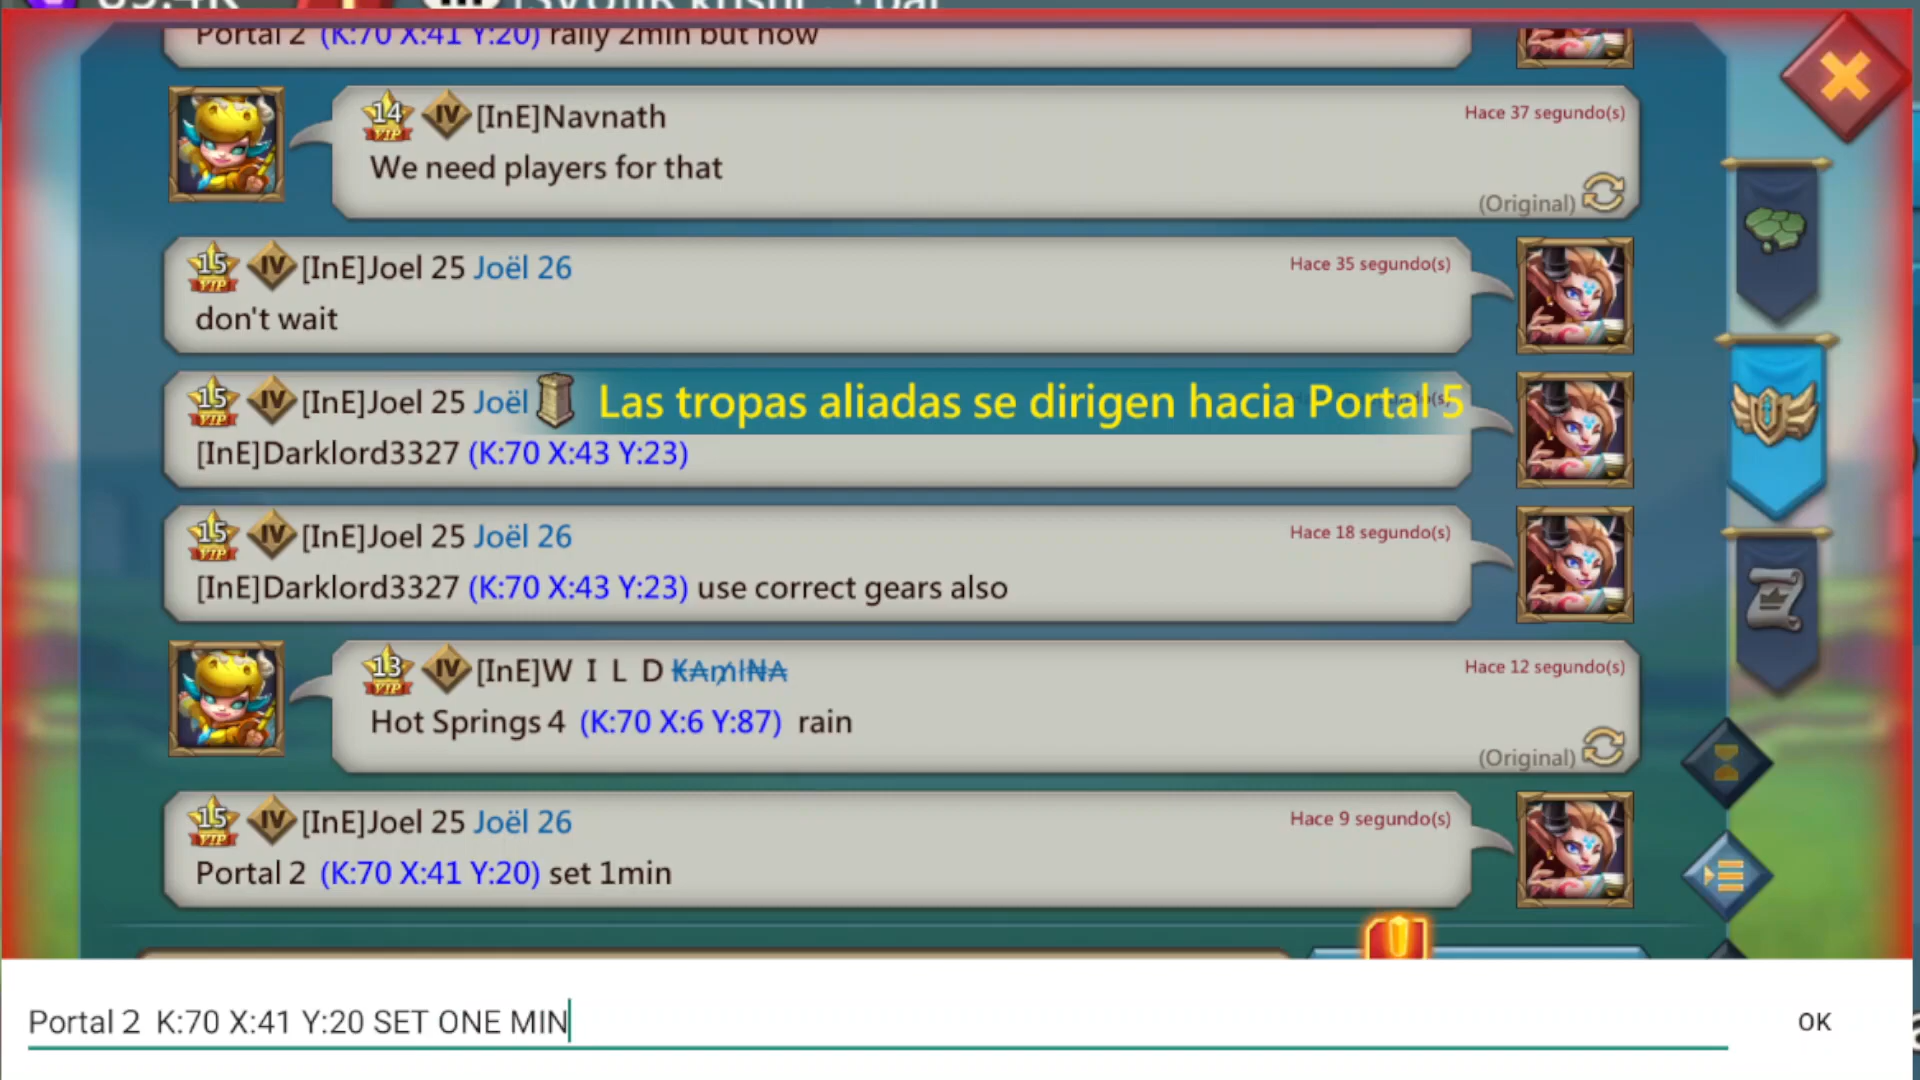 Portal 2 (K:70 X:41 Y:20) rally 2min but now
14 VIP IV [InE]Navnath Hace 37 segundo(s)
We need players for that
(Original)
15 VIP IV [InE]Joel 25 Joël 26 Hace 35 segundo(s)
don't wait
15 VIP IV [InE]Joel 25 Joël
Las tropas aliadas se dirigen hacia Portal 5
[InE]Darklord3327 (K:70 X:43 Y:23)
15 VIP IV [InE]Joel 25 Joël 26 Hace 18 segundo(s)
[InE]Darklord3327 (K:70 X:43 Y:23) use correct gears also
13 VIP IV [InE]W I L D ₭₳₥ł₦₳ Hace 12 segundo(s)
Hot Springs 4 (K:70 X:6 Y:87) rain
(Original)
15 VIP IV [InE]Joel 25 Joël 26 Hace 9 segundo(s)
Portal 2 (K:70 X:41 Y:20) set 1min
Portal 2 K:70 X:41 Y:20 SET ONE MIN
OK